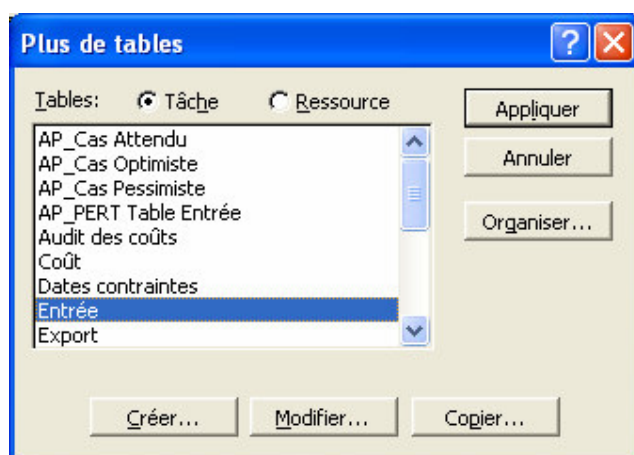 Plus de tables
Tables: Tâche Ressource
AP_Cas Attendu
AP_Cas Optimiste
AP_Cas Pessimiste
AP_PERT Table Entrée
Audit des coûts
Coût
Dates contraintes
Entrée
Export
Appliquer
Annuler
Organiser...
Créer... Modifier... Copier...